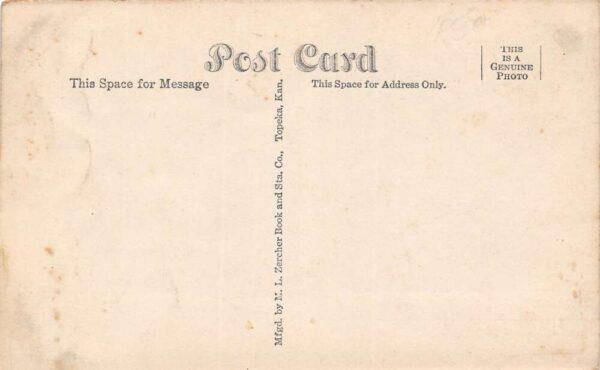 Post Card
This Space for Message
This Space for Address Only.
THIS
IS A
GENUINE
PHOTO
Mfgd. by M. L. Zercher Book and Sta. Co., Topeka, Kan.